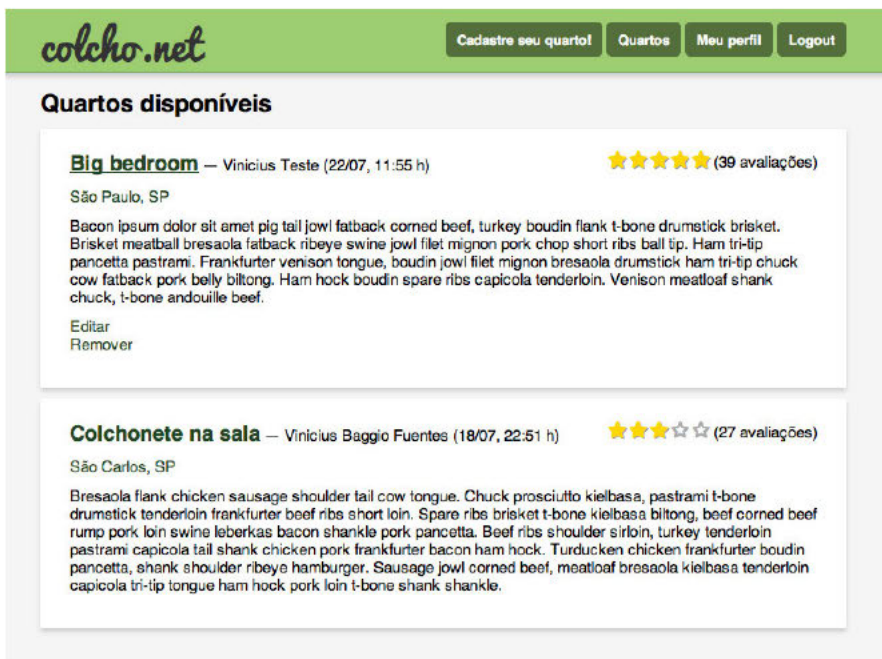 colcho.net
Cadastre seu quarto! Quartos Meu perfil Logout
Quartos disponíveis
Big bedroom — Vinicius Teste (22/07, 11:55 h) (39 avaliações)
São Paulo, SP
Bacon ipsum dolor sit amet pig tail jowl fatback corned beef, turkey boudin flank t-bone drumstick brisket.
Brisket meatball bresaola fatback ribeye swine jowl filet mignon pork chop short ribs ball tip. Ham tri-tip
pancetta pastrami. Frankfurter venison tongue, boudin jowl filet mignon bresaola drumstick ham tri-tip chuck
cow fatback pork belly biltong. Ham hock boudin spare ribs capicola tenderloin. Venison meatloaf shank
chuck, t-bone andouille beef.
Editar
Remover
Colchonete na sala — Vinicius Baggio Fuentes (18/07, 22:51 h) (27 avaliações)
São Carlos, SP
Bresaola flank chicken sausage shoulder tail cow tongue. Chuck prosciutto kielbasa, pastrami t-bone
drumstick tenderloin frankfurter beef ribs short loin. Spare ribs brisket t-bone kielbasa biltong, beef corned beef
rump pork loin swine leberkas bacon shankle pork pancetta. Beef ribs shoulder sirloin, turkey tenderloin
pastrami capicola tail shank chicken pork frankfurter bacon ham hock. Turducken chicken frankfurter boudin
pancetta, shank shoulder ribeye hamburger. Sausage jowl corned beef, meatloaf bresaola kielbasa tenderloin
capicola tri-tip tongue ham hock pork loin t-bone shank shankle.